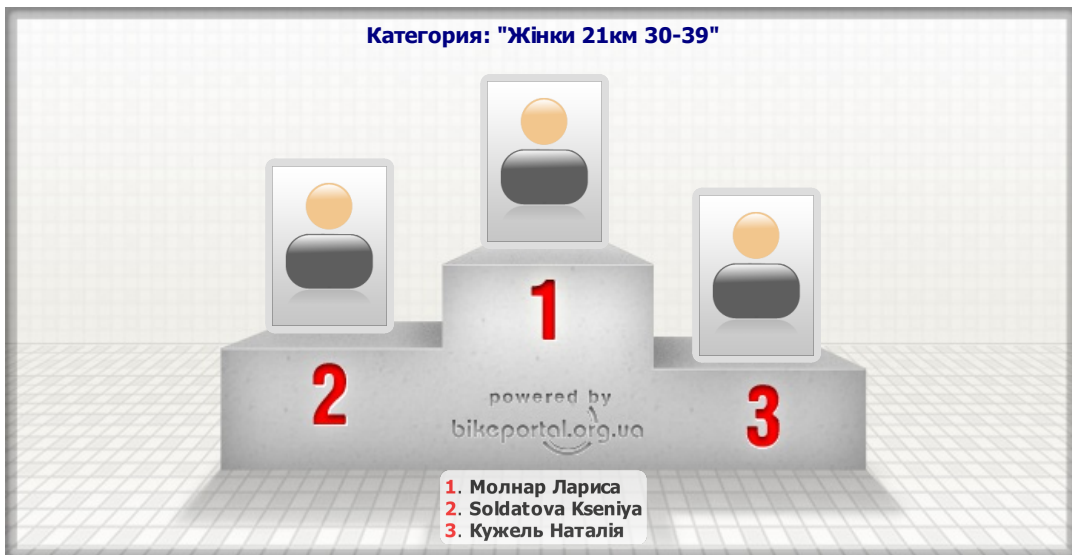 Категория: "Жінки 21км 30-39"
1
2
3
powered by
bikeportal.org.ua
1. Молнар Лариса
2. Soldatova Kseniya
3. Кужель Наталія